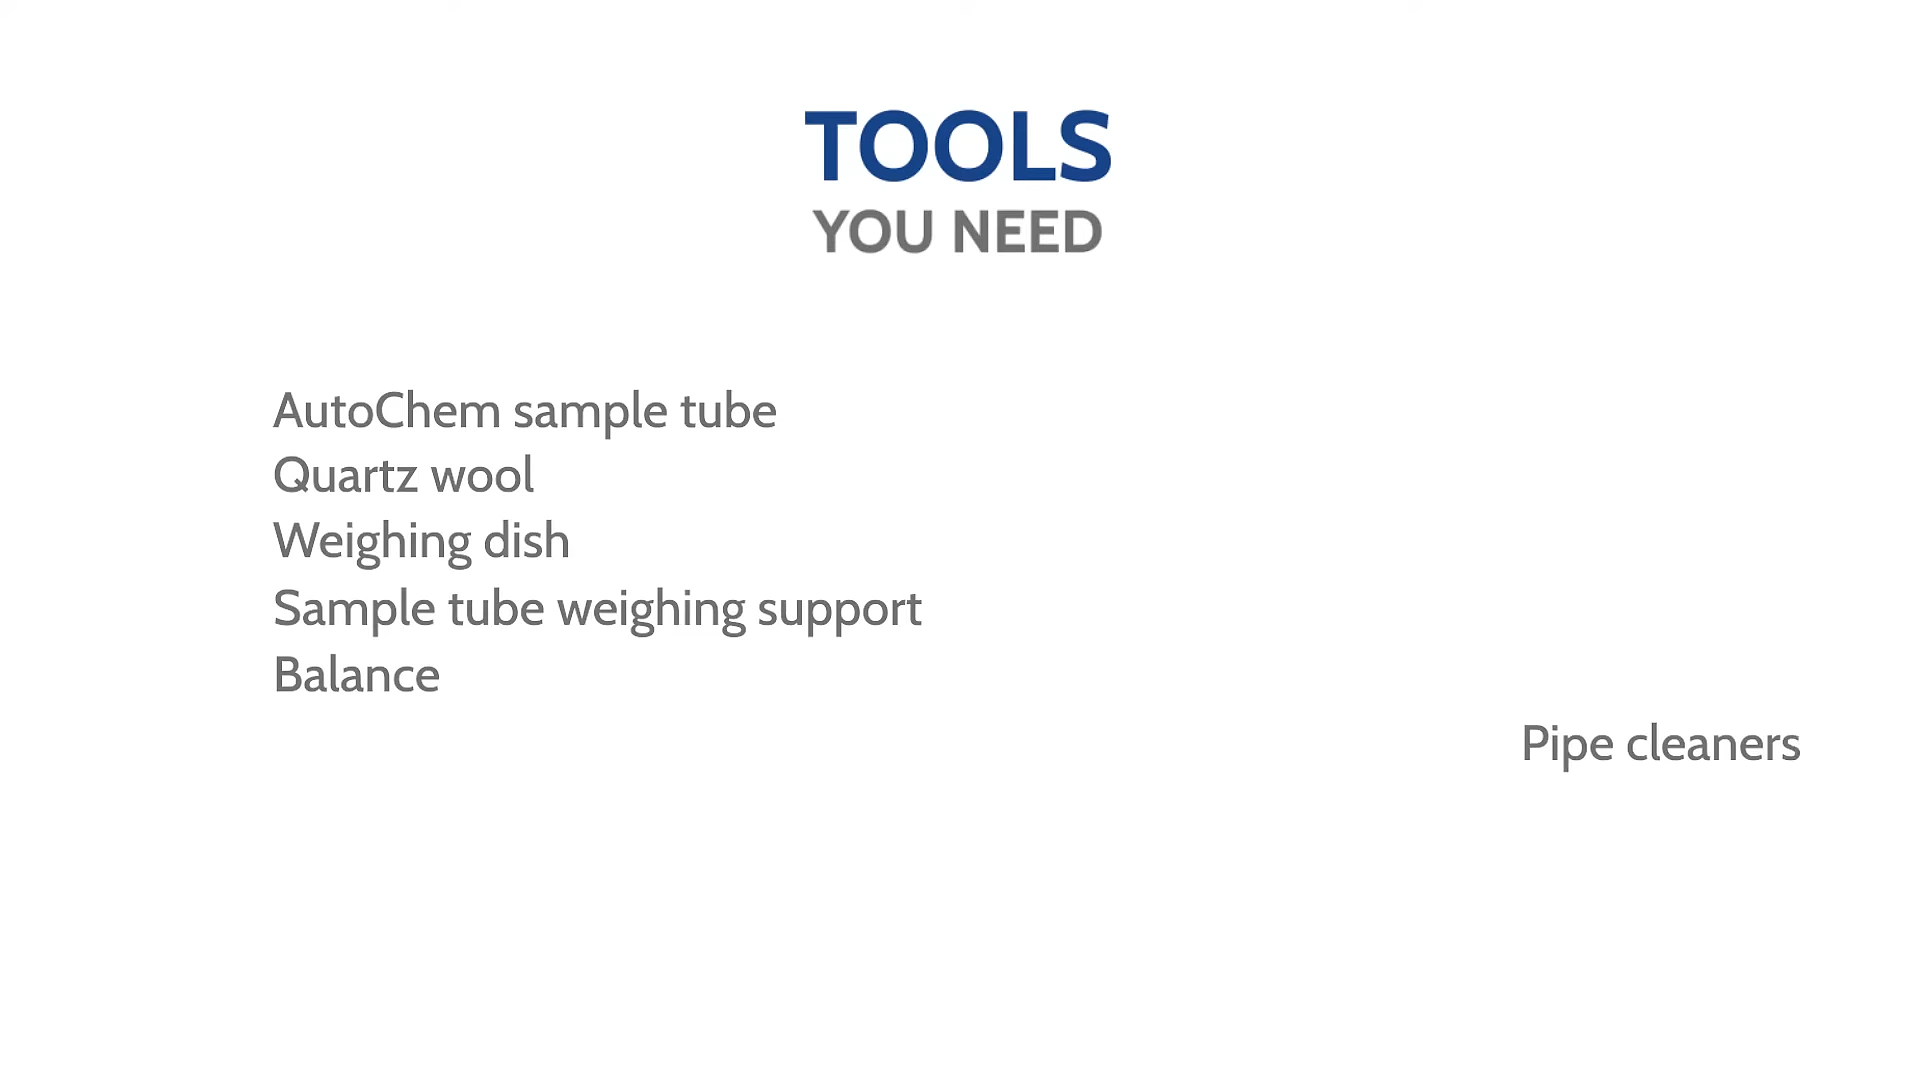 TOOLS
YOU NEED
AutoChem sample tube
Quartz wool
Weighing dish
Sample tube weighing support
Balance
Pipe cleaners